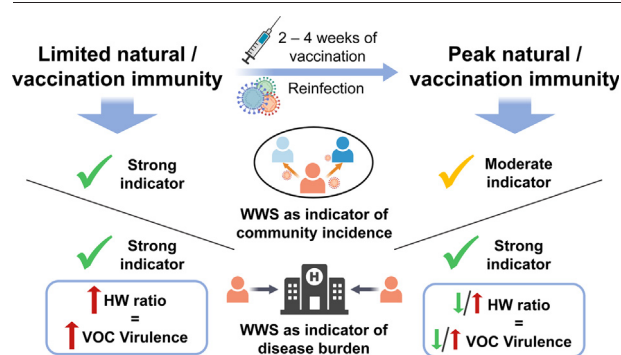 Limited natural /
vaccination immunity
2 – 4 weeks of
vaccination
Reinfection
Peak natural /
vaccination immunity
Strong
indicator
WWS as indicator of
community incidence
Moderate
indicator
Strong
indicator
HW ratio
=
VOC Virulence
H
WWS as indicator of
disease burden
Strong
indicator
/ HW ratio
=
/ VOC Virulence